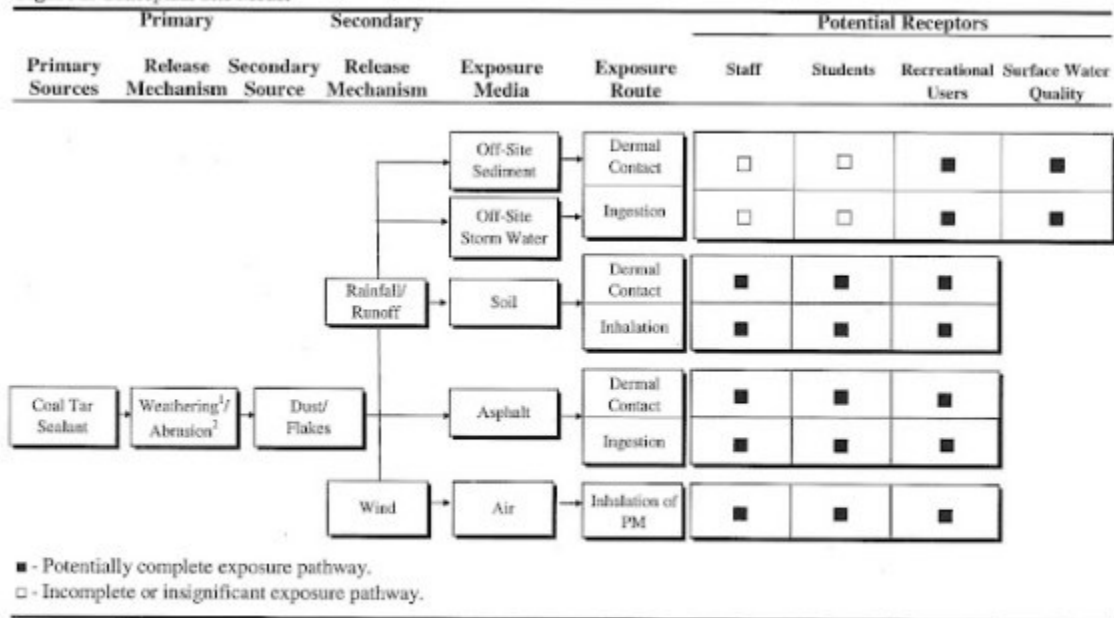 Primary Secondary Potential Receptors
Primary Release Secondary Release Exposure Exposure Staff Students Recreational Surface Water
Sources Mechanism Source Mechanism Media Route Users Quality
Off-Site
Sediment
Dermal
Contact
□ □ ■ ■
Off-Site
Storm Water
Ingestion
□ □ ■ ■
Rainfall/
Runoff
Soil
Dermal
Contact
■ ■ ■
Inhalation
■ ■ ■
Coal Tar
Sealant
Weathering¹/
Abrasion²
Dust/
Flakes
Asphalt
Dermal
Contact
■ ■ ■
Ingestion
■ ■ ■
Wind
Air
Inhalation of
PM
■ ■ ■
■ - Potentially complete exposure pathway.
□ - Incomplete or insignificant exposure pathway.